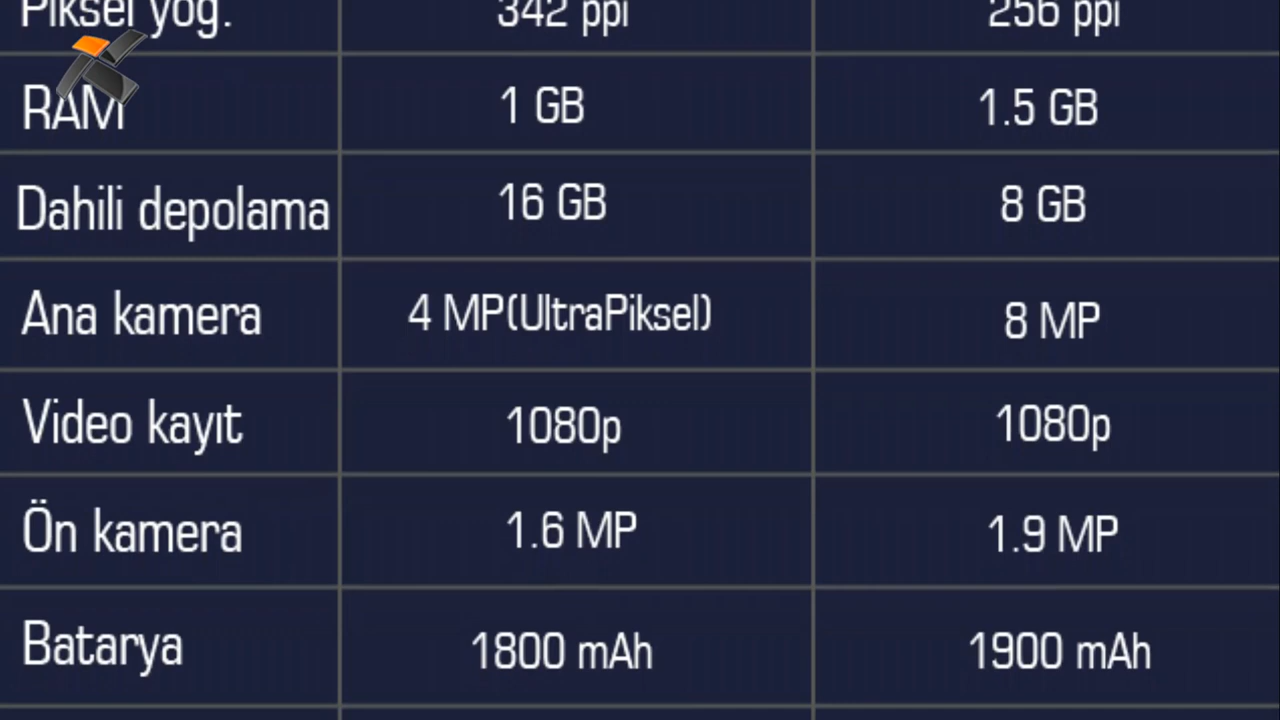 Piksel yoğ. 342 ppi 256 ppi
RAM 1 GB 1.5 GB
Dahili depolama 16 GB 8 GB
Ana kamera 4 MP(UltraPiksel) 8 MP
Video kayıt 1080p 1080p
Ön kamera 1.6 MP 1.9 MP
Batarya 1800 mAh 1900 mAh